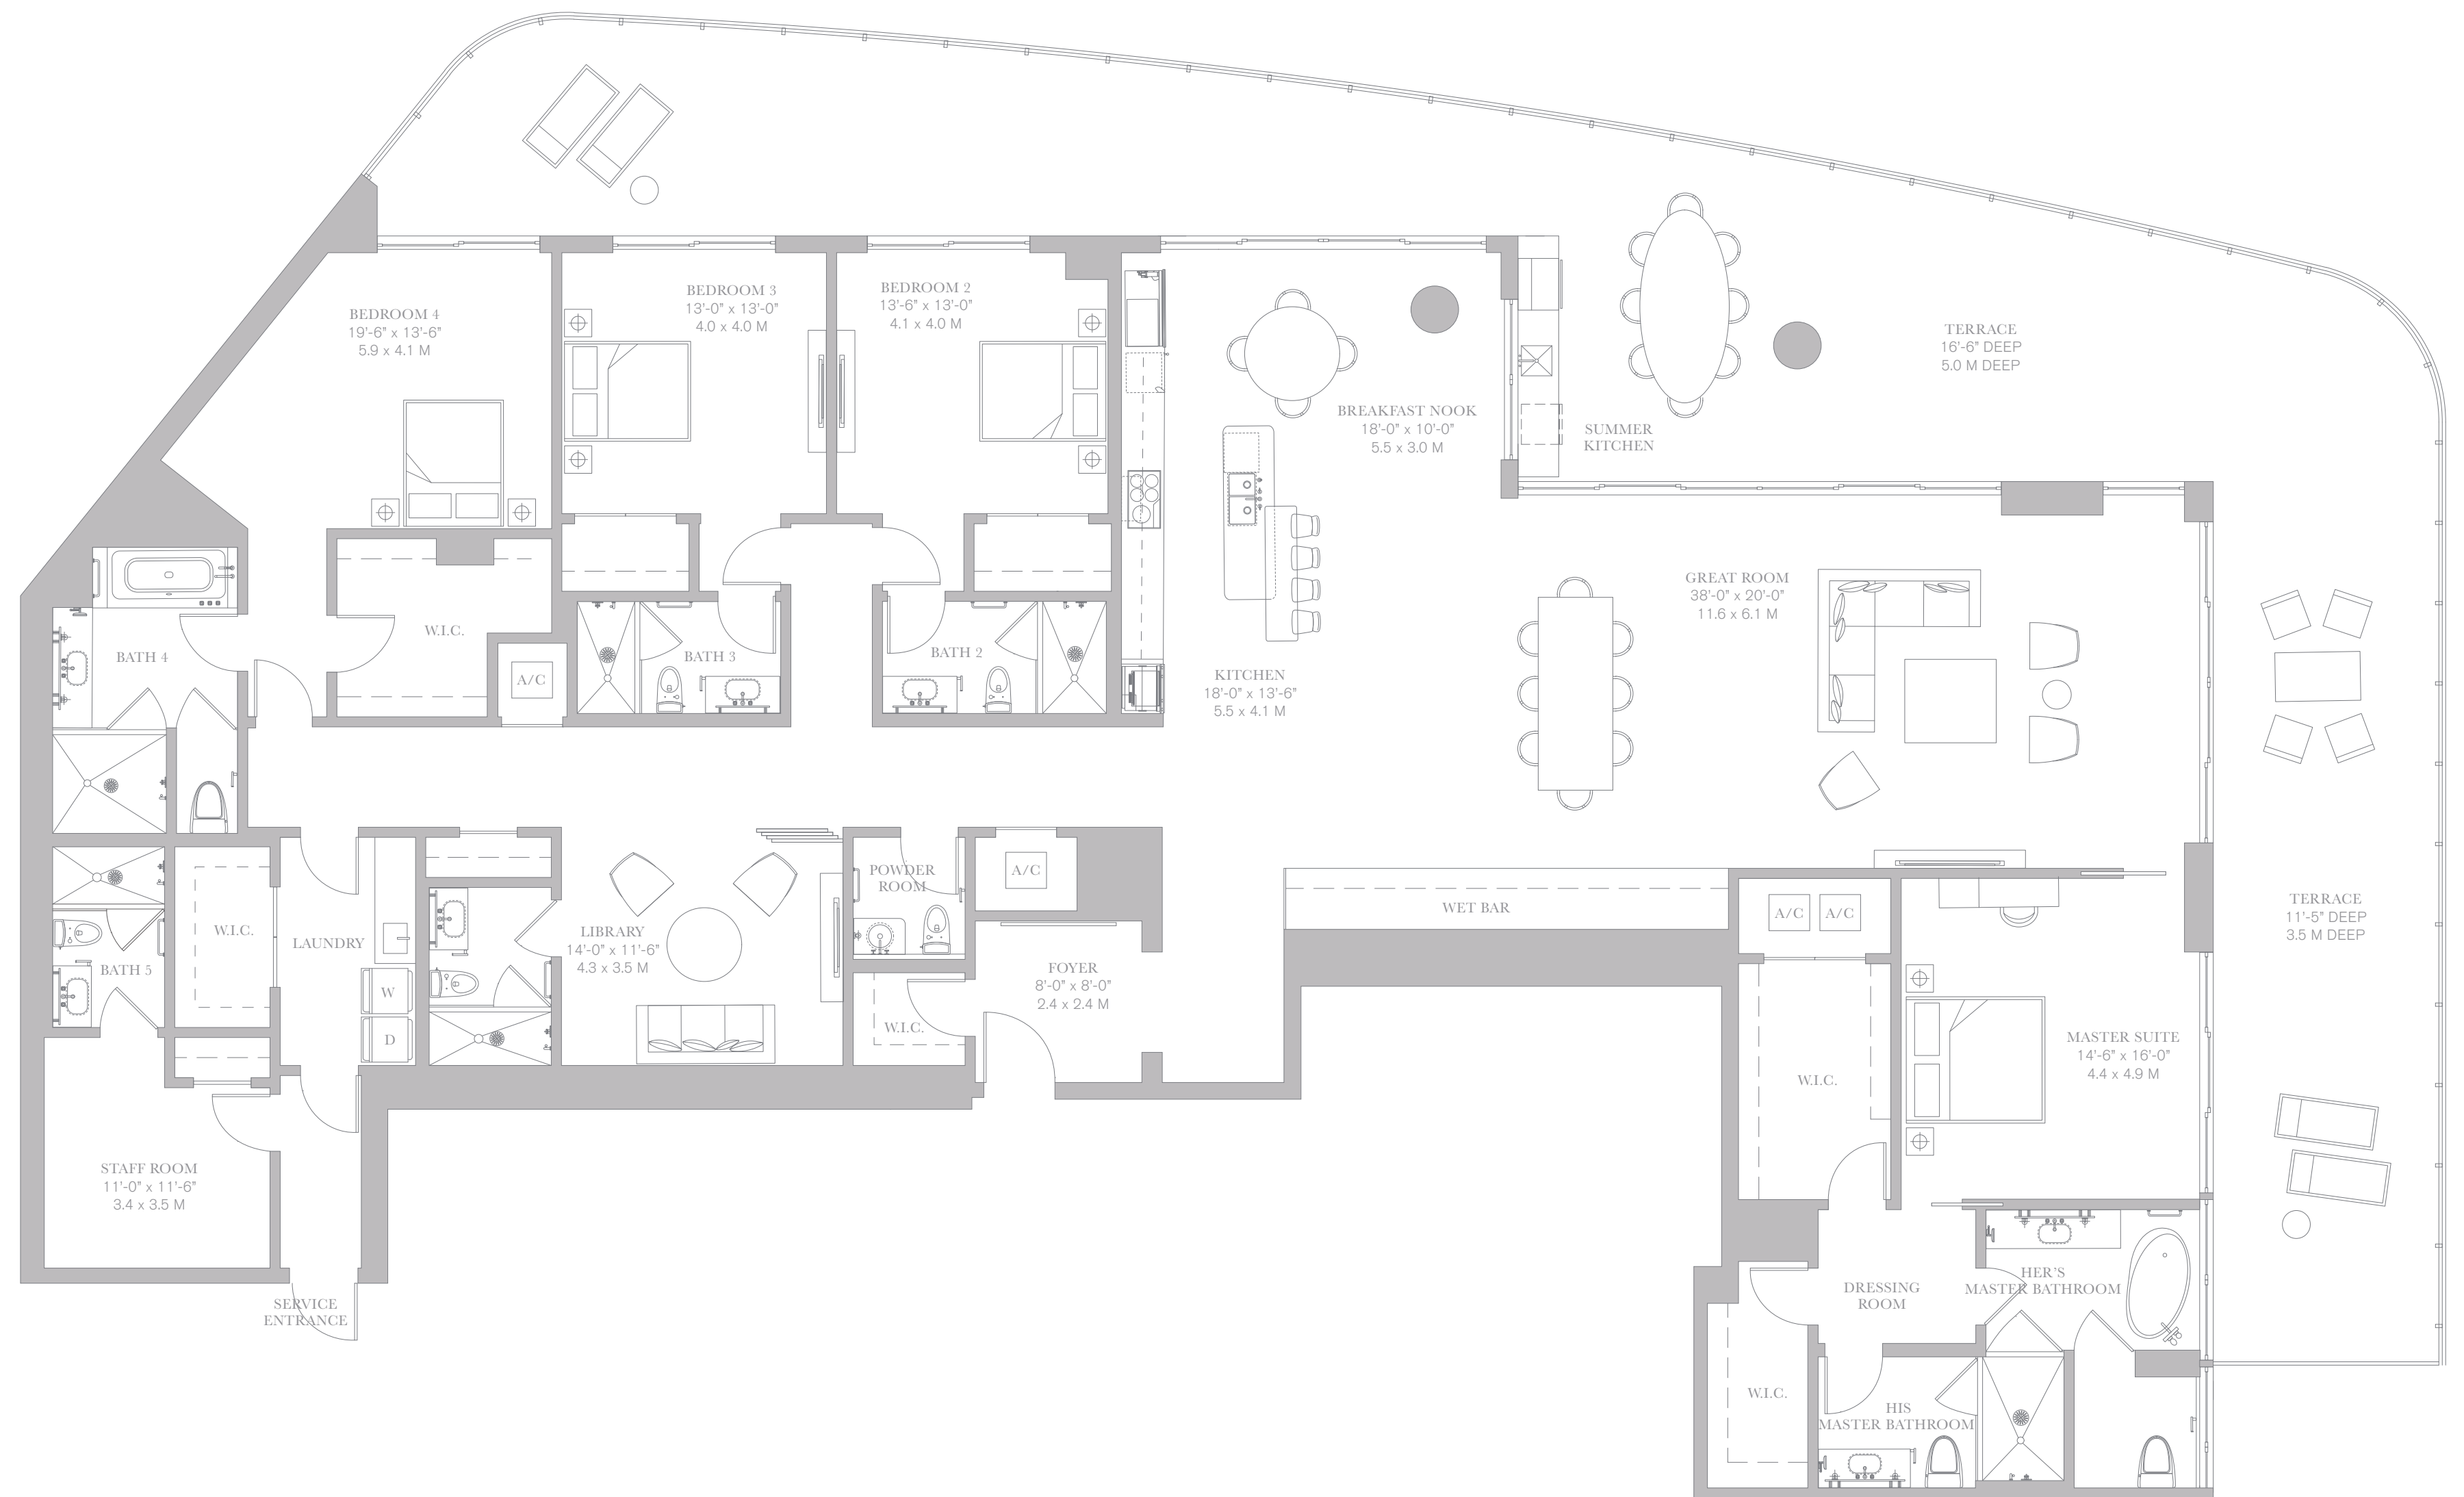 BEDROOM 4
19'-6" x 13'-6"
5.9 x 4.1 M
BEDROOM 3
13'-0" x 13'-0"
4.0 x 4.0 M
BEDROOM 2
13'-6" x 13'-0"
4.1 x 4.0 M
TERRACE
16'-6" DEEP
5.0 M DEEP
BREAKFAST NOOK
18'-0" x 10'-0"
5.5 x 3.0 M
SUMMER
KITCHEN
GREAT ROOM
38'-0" x 20'-0"
11.6 x 6.1 M
BATH 4
W.I.C.
A/C
BATH 3
BATH 2
KITCHEN
18'-0" x 13'-6"
5.5 x 4.1 M
W.I.C.
LAUNDRY
BATH 5
W
D
LIBRARY
14'-0" x 11'-6"
4.3 x 3.5 M
POWDER
ROOM
A/C
W.I.C.
FOYER
8'-0" x 8'-0"
2.4 x 2.4 M
WET BAR
A/C
A/C
TERRACE
11'-5" DEEP
3.5 M DEEP
W.I.C.
MASTER SUITE
14'-6" x 16'-0"
4.4 x 4.9 M
STAFF ROOM
11'-0" x 11'-6"
3.4 x 3.5 M
SERVICE
ENTRANCE
DRESSING
ROOM
HER'S
MASTER BATHROOM
W.I.C.
HIS
MASTER BATHROOM